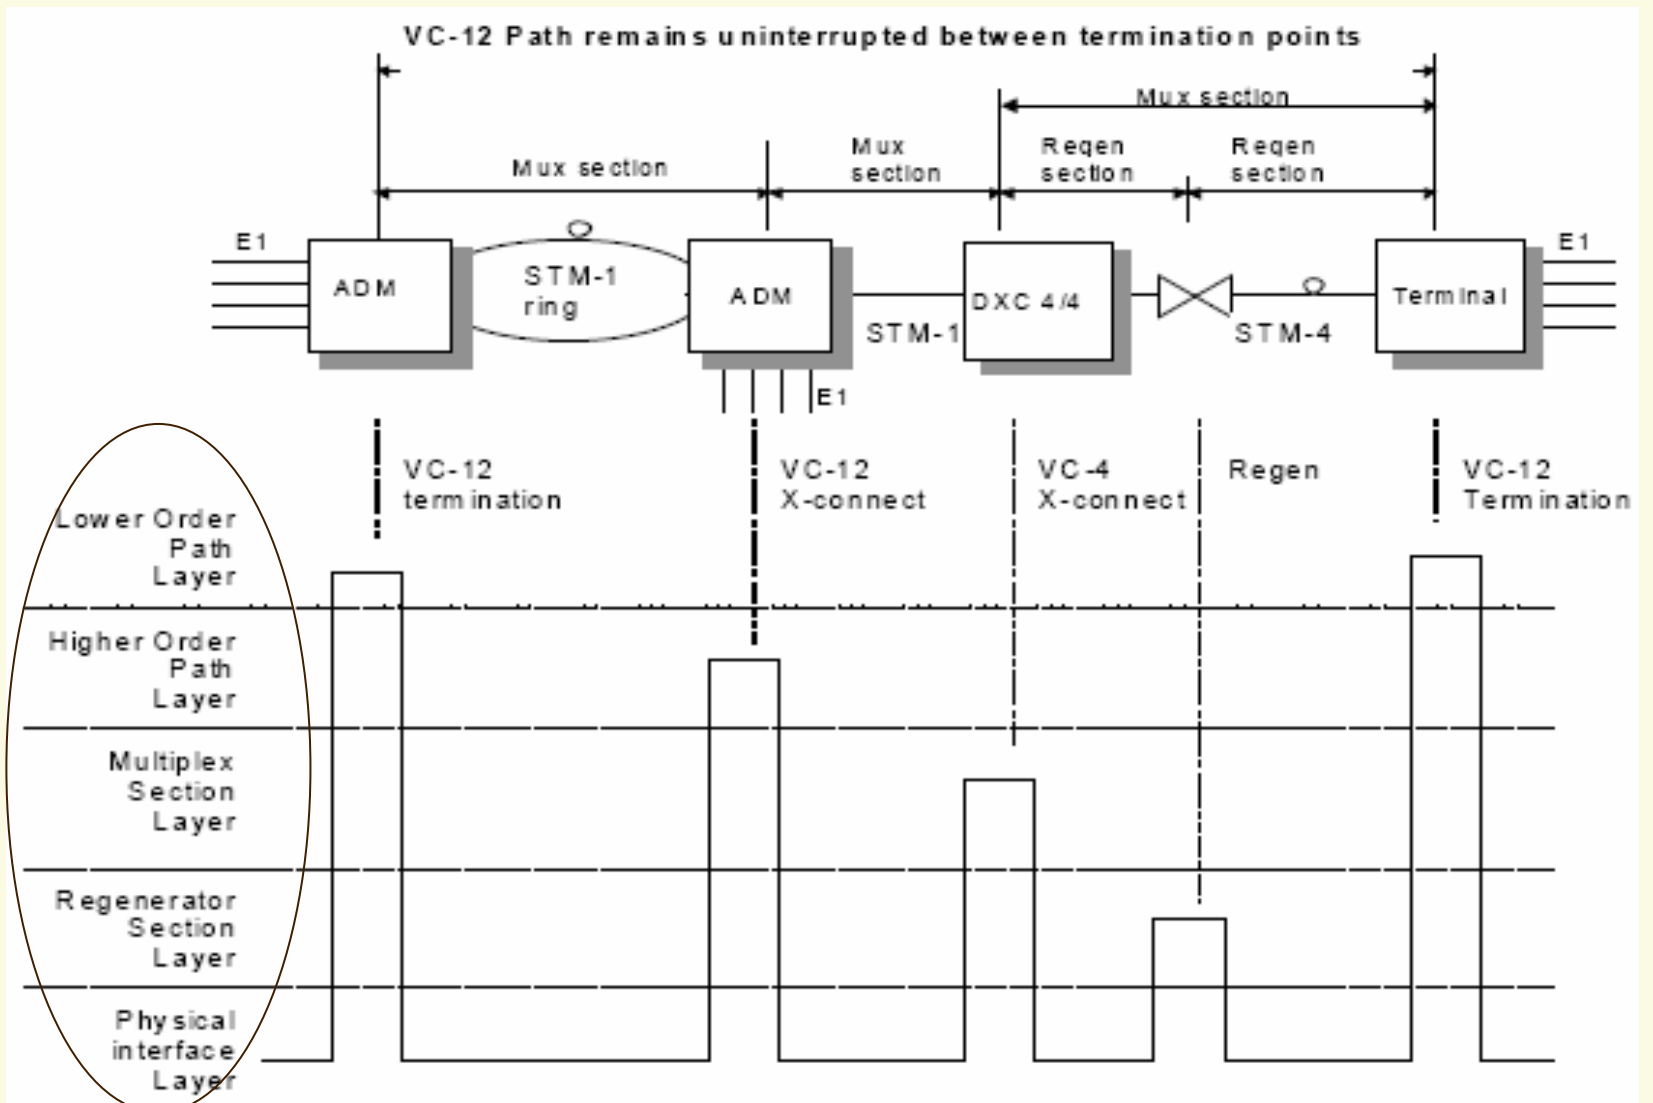 VC-12 Path remains uninterrupted between termination points
Mux section
Mux section
Mux
section
Regen
section
Regen
section
E1
ADM
STM-1
ring
ADM
E1
STM-1
DXC 4/4
STM-4
Terminal
E1
VC-12
termination
VC-12
X-connect
VC-4
X-connect
Regen
VC-12
Termination
Lower Order
Path
Layer
Higher Order
Path
Layer
Multiplex
Section
Layer
Regenerator
Section
Layer
Physical
interface
Layer